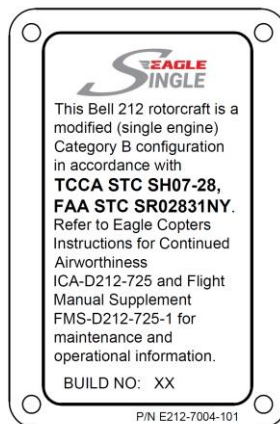 EAGLE
SINGLE
This Bell 212 rotorcraft is a
modified (single engine)
Category B configuration
in accordance with
TCCA STC SH07-28,
FAA STC SR02831NY.
Refer to Eagle Copters
Instructions for Continued
Airworthiness
ICA-D212-725 and Flight
Manual Supplement
FMS-D212-725-1 for
maintenance and
operational information.
BUILD NO: XX
P/N E212-7004-101